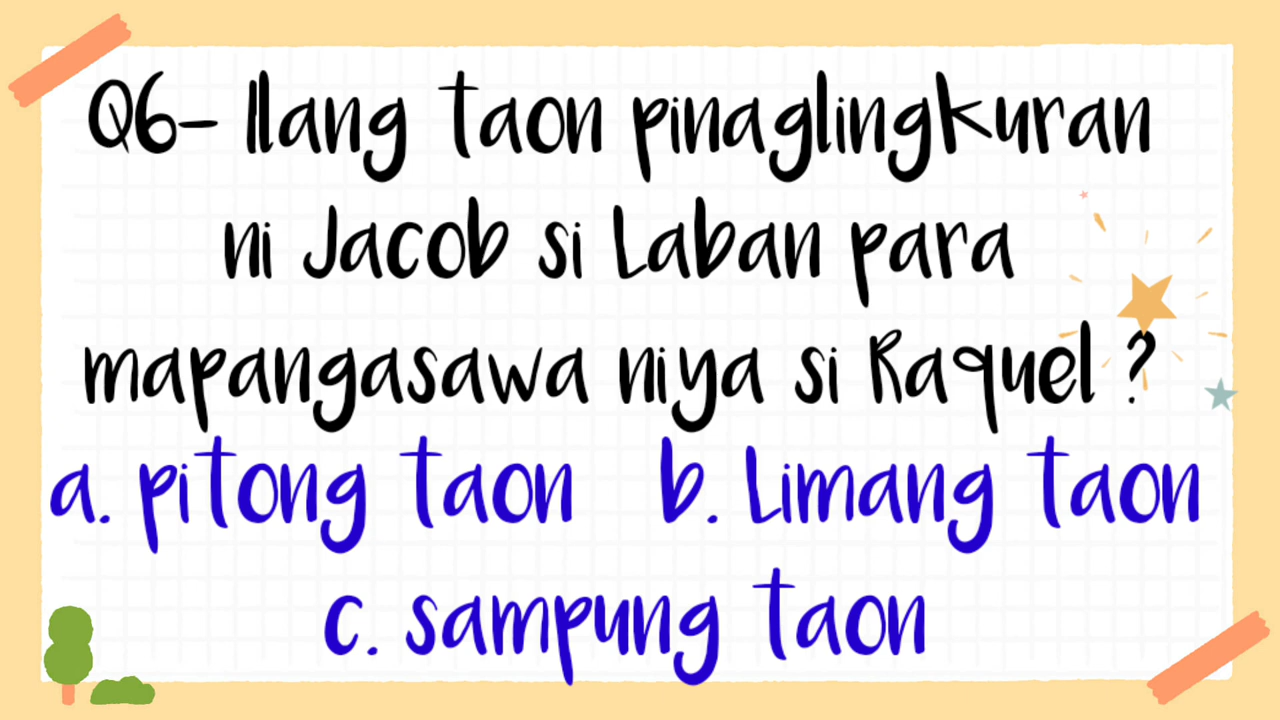 Q6- Ilang taon pinaglingkuran
ni Jacob si Laban para
mapangasawa niya si Raquel ?
a. pitong taon b. Limang taon
c. sampung taon